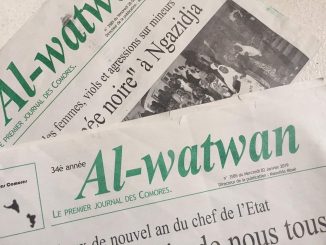 Al-watwan
LE PREMIER JOURNAL DES COMORES.
des femmes, viols et agressions sur mineurs
noire" à Ngazidja
34e année
Al-watwan
LE PREMIER JOURNAL DES COMORES.
de nouvel an du chef de l'Etat
de nous tous